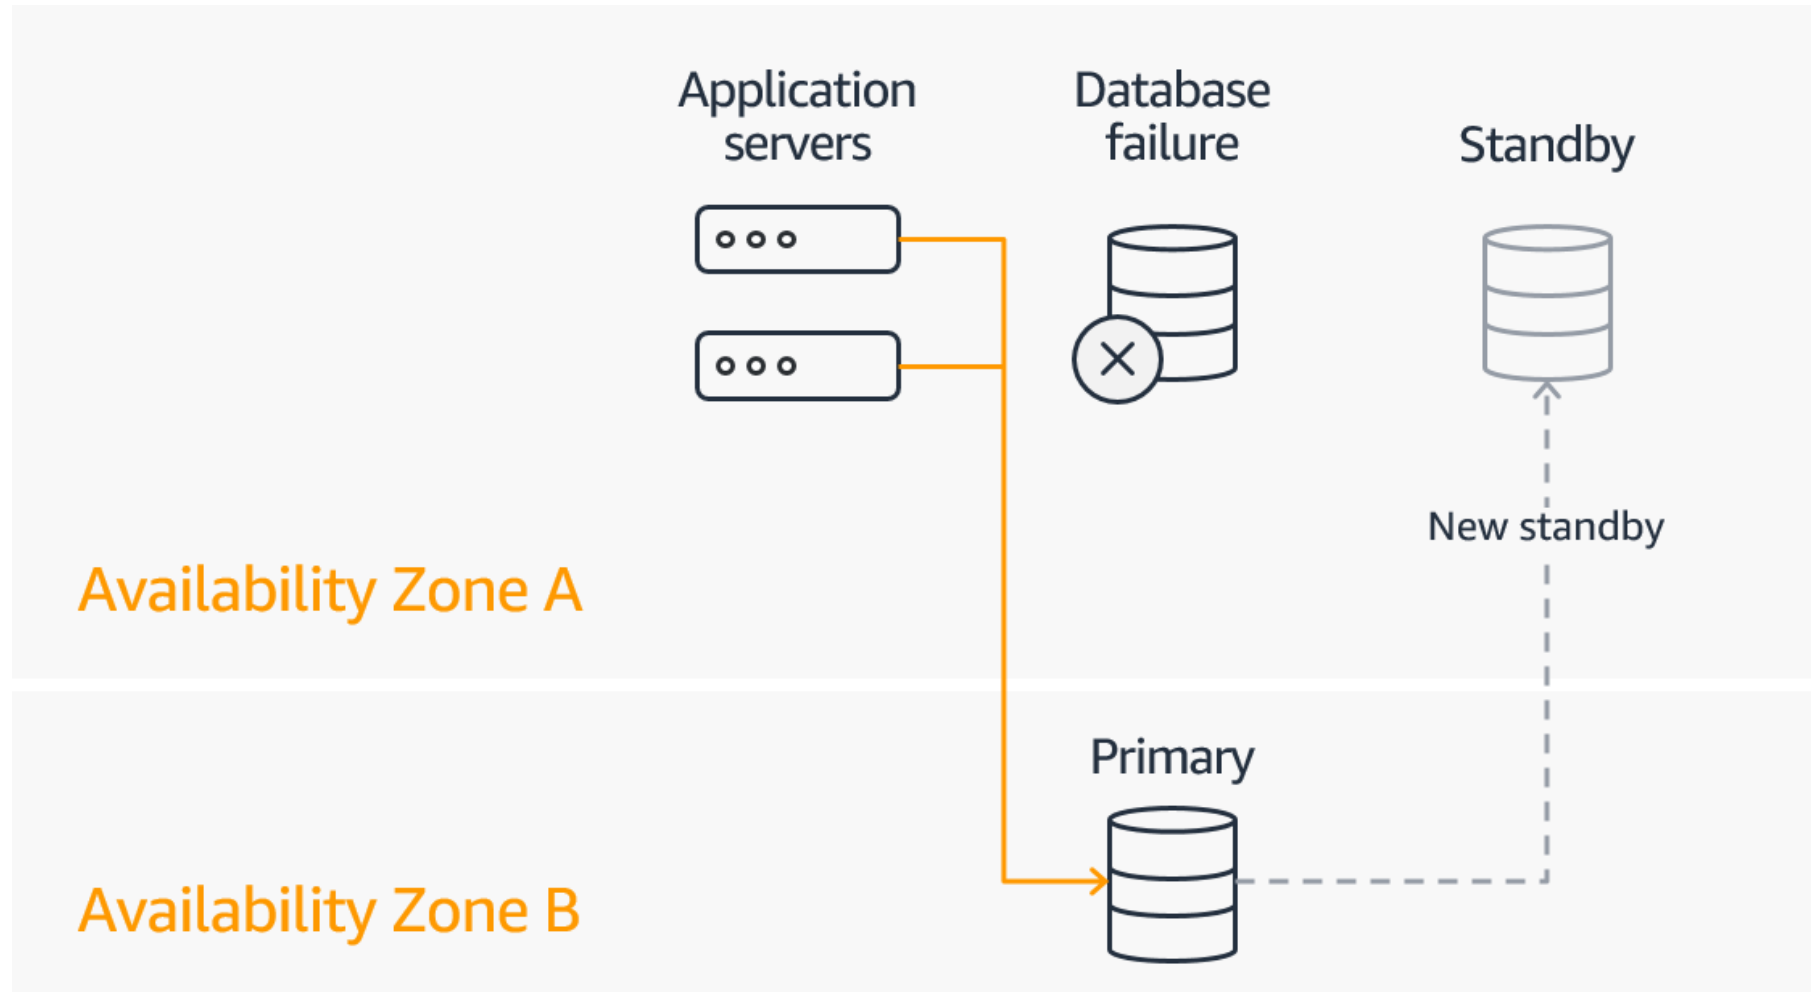 Application
servers
Database
failure
Standby
New standby
Availability Zone A
Primary
Availability Zone B